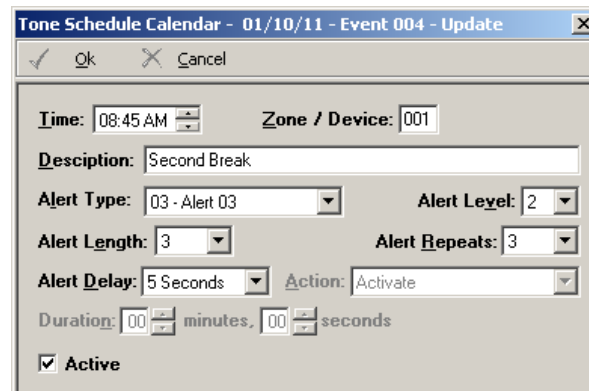 Tone Schedule Calendar - 01/10/11 - Event 004 - Update
Ok Cancel
Time: 08:45 AM Zone / Device: 001
Desciption: Second Break
Alert Type: 03 - Alert 03 Alert Level: 2
Alert Length: 3 Alert Repeats: 3
Alert Delay: 5 Seconds Action: Activate
Duration: 00 minutes, 00 seconds
Active